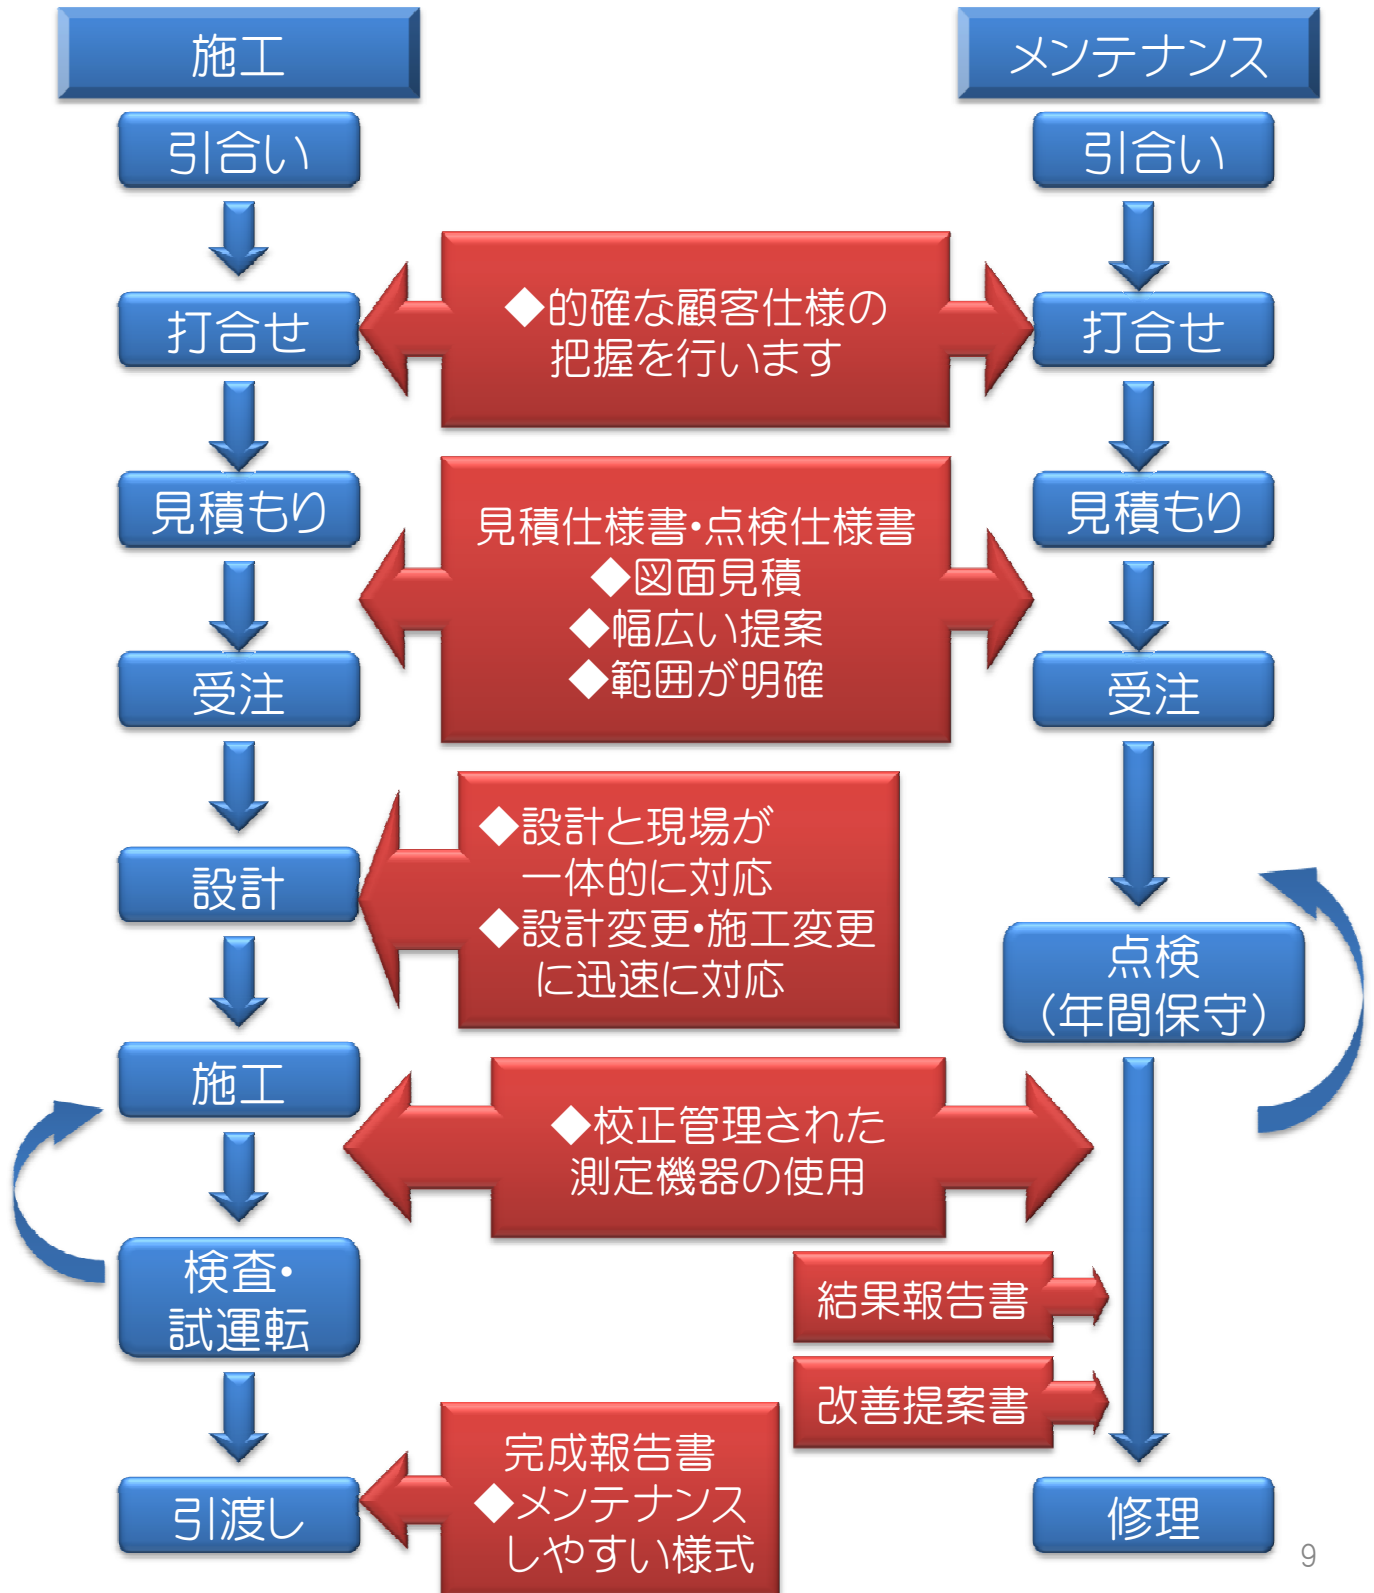 施工
メンテナンス
引合い
引合い
打合せ
◆的確な顧客仕様の
把握を行います
打合せ
見積もり
見積仕様書・点検仕様書
◆図面見積
◆幅広い提案
◆範囲が明確
見積もり
受注
受注
設計
◆設計と現場が
一体的に対応
◆設計変更・施工変更
に迅速に対応
点検
(年間保守)
施工
◆校正管理された
測定機器の使用
検査・
試運転
結果報告書
改善提案書
引渡し
完成報告書
◆メンテナンス
しやすい様式
修理
9